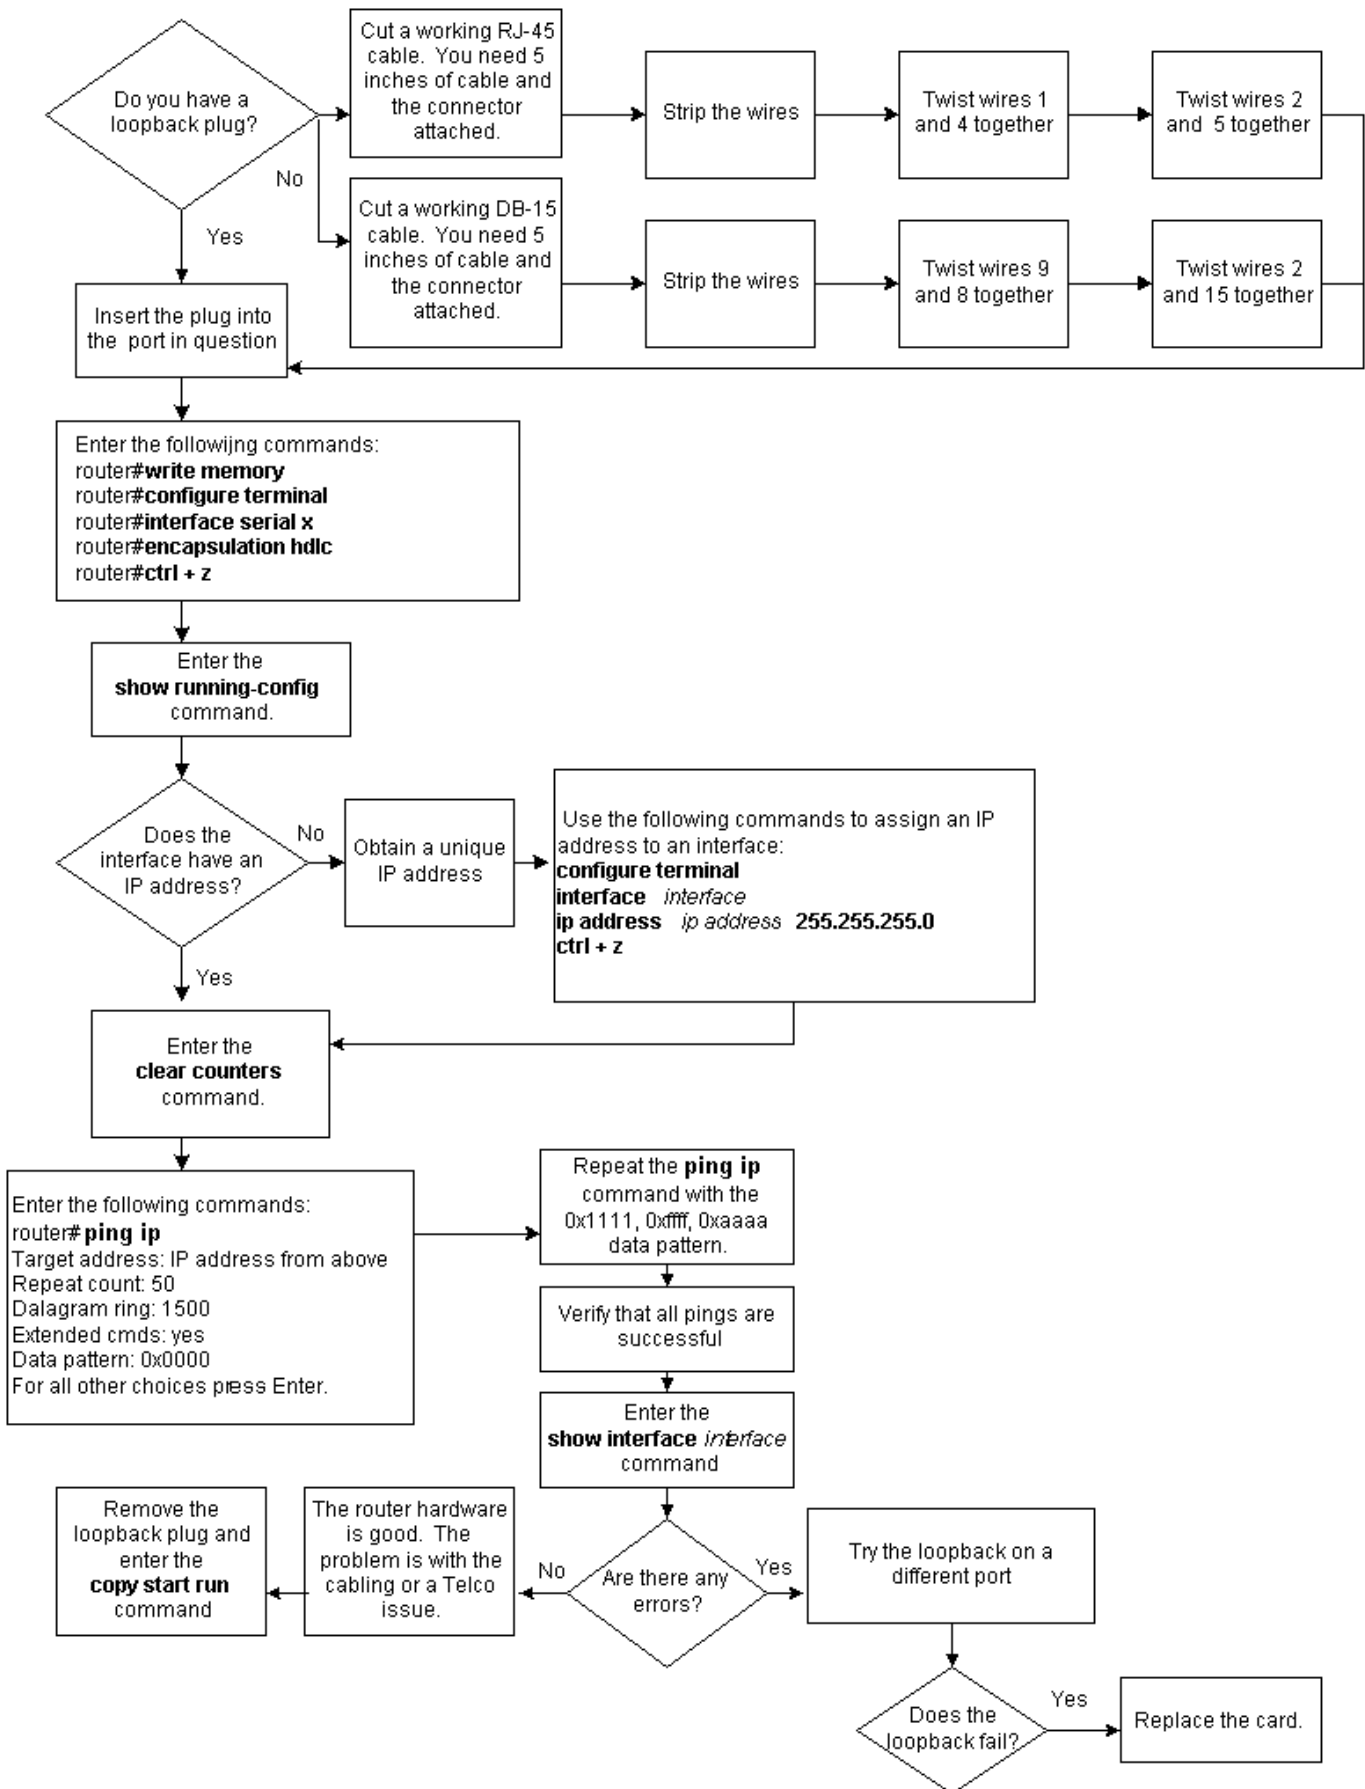 Do you have a
loopback plug?
No
Yes
Cut a working RJ-45
cable. You need 5
inches of cable and
the connector
attached.
Strip the wires
Twist wires 1
and 4 together
Twist wires 2
and 5 together
Cut a working DB-15
cable. You need 5
inches of cable and
the connector
attached.
Strip the wires
Twist wires 9
and 8 together
Twist wires 2
and 15 together
Insert the plug into
the port in question
Enter the followijng commands:
router#write memory
router#configure terminal
router#interface serial x
router#encapsulation hdlc
router#ctrl + z
Enter the
show running-config
command.
Does the
interface have an
IP address?
No
Yes
Obtain a unique
IP address
Use the following commands to assign an IP
address to an interface:
configure terminal
interface interface
ip address ip address 255.255.255.0
ctrl + z
Enter the
clear counters
command.
Enter the following commands:
router# ping ip
Target address: IP address from above
Repeat count: 50
Dalagram ring: 1500
Extended cmds: yes
Data pattern: 0x0000
For all other choices press Enter.
Repeat the ping ip
command with the
0x1111, 0xffff, 0xaaaa
data pattern.
Verify that all pings are
successful
Enter the
show interface interface
command
Are there any
errors?
No
Yes
The router hardware
is good. The
problem is with the
cabling or a Telco
issue.
Remove the
loopback plug and
enter the
copy start run
command
Try the loopback on a
different port
Does the
loopback fail?
Yes
Replace the card.